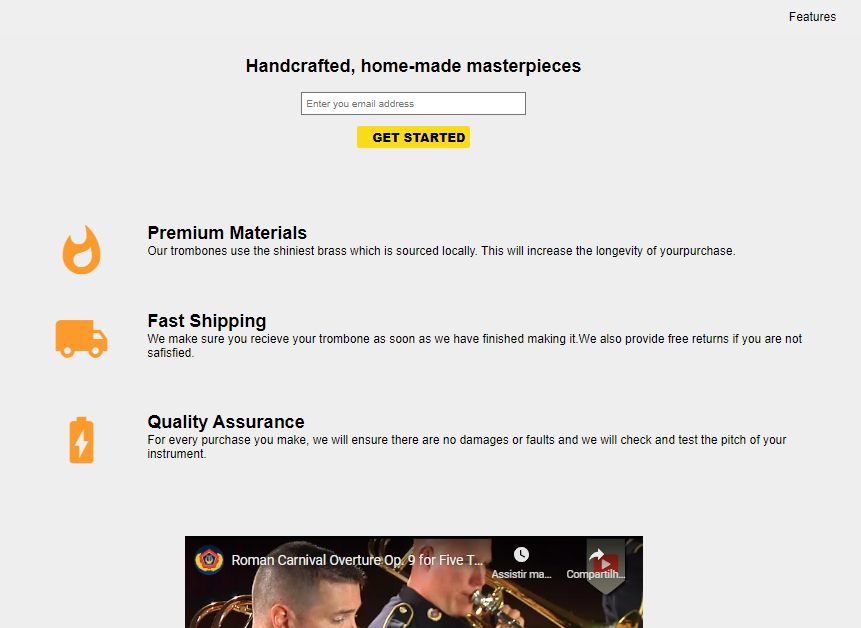 Features
Handcrafted, home-made masterpieces
Enter you email address
GET STARTED
Premium Materials
Our trombones use the shiniest brass which is sourced locally. This will increase the longevity of yourpurchase.
Fast Shipping
We make sure you recieve your trombone as soon as we have finished making it.We also provide free returns if you are not
safisfied.
Quality Assurance
For every purchase you make, we will ensure there are no damages or faults and we will check and test the pitch of your
instrument.
Roman Carnival Overture Op. 9 for Five T...
Assistir ma...
Compartilh...